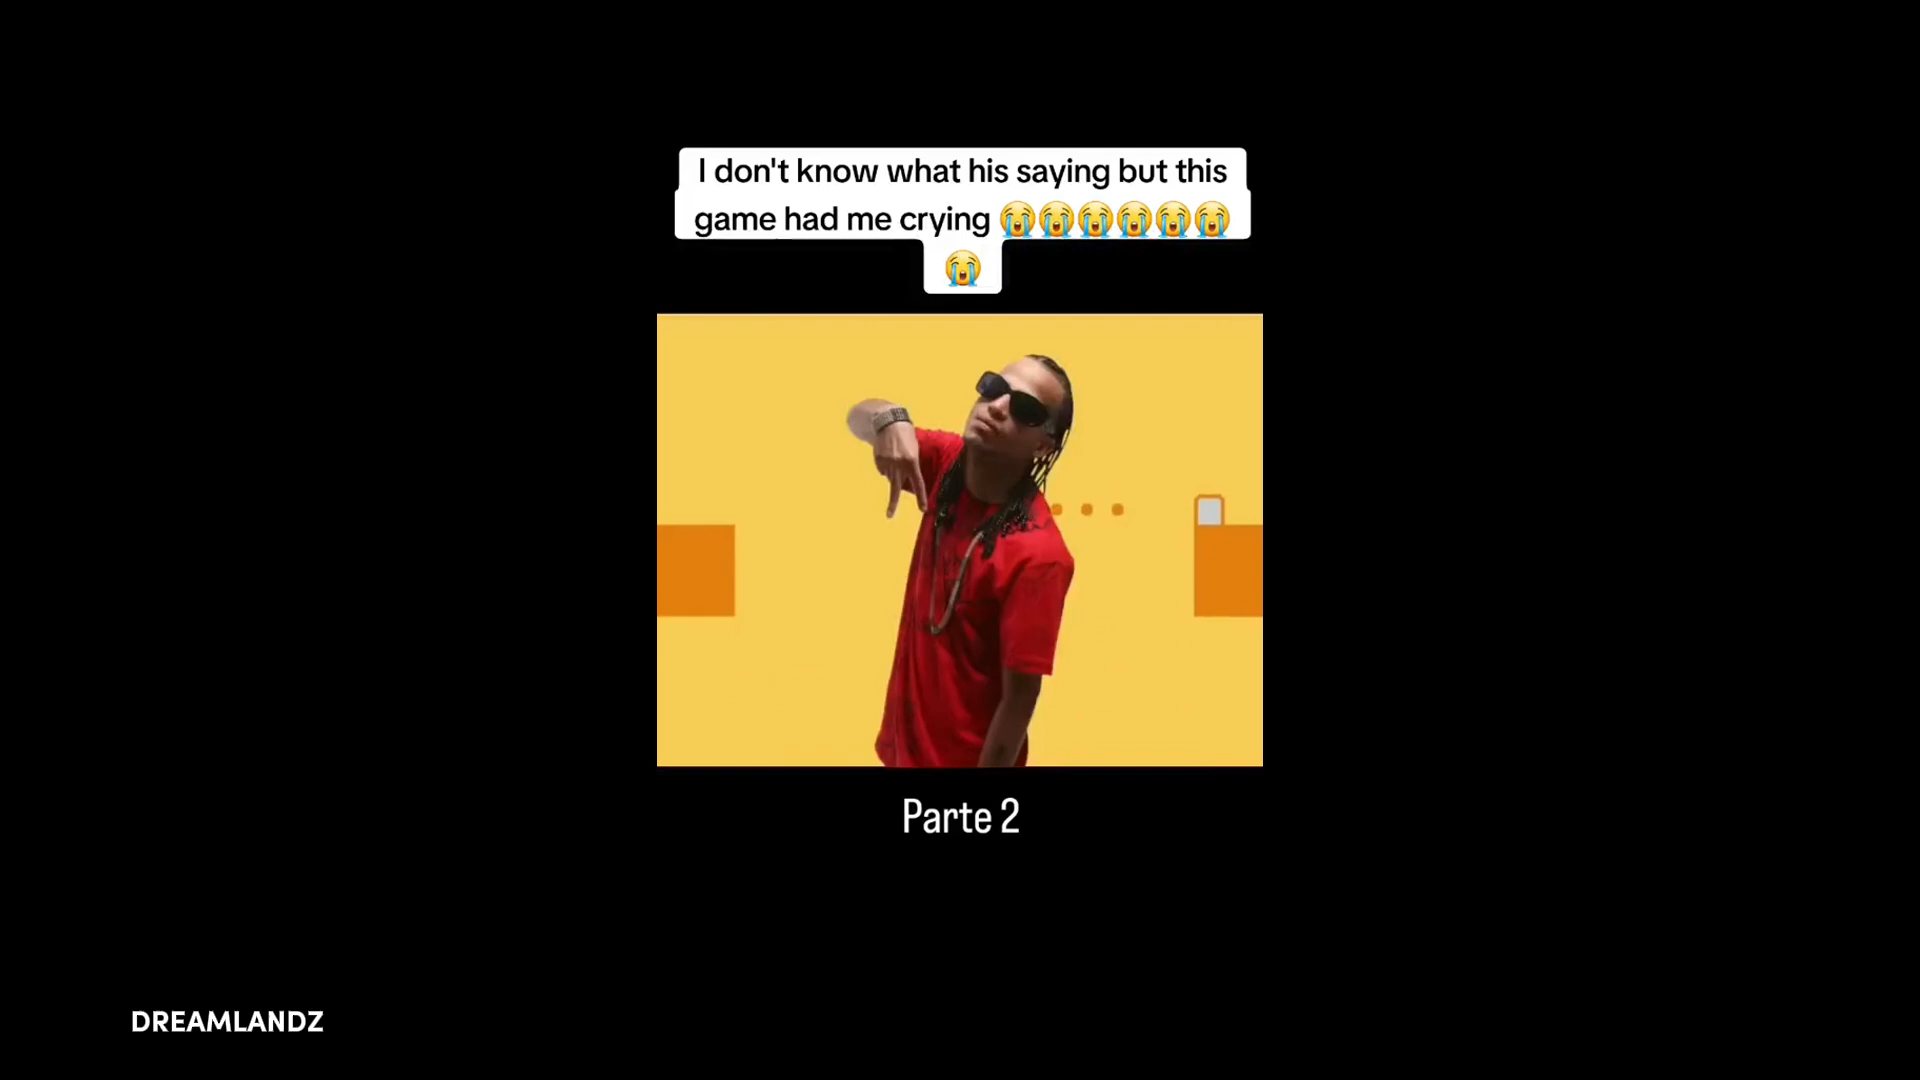 I don't know what his saying but this
game had me crying 😭😭😭😭😭😭
😭
Parte 2
DREAMLANDZ